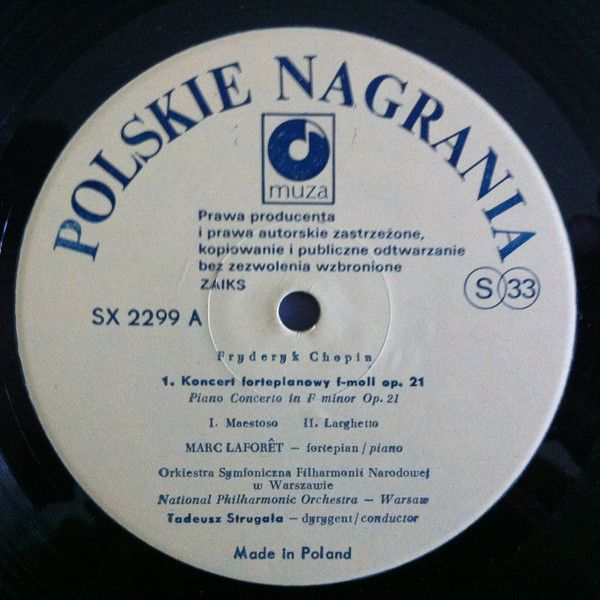 POLSKIE NAGRANIA
muza
Prawa producenta
i prawa autorskie zastrzeżone,
kopiowanie i publiczne odtwarzanie
bez zezwolenia wzbronione
ZAIKS
S 33
SX 2299 A
Fryderyk Chopin
1. Koncert fortepianowy f-moll op. 21
Piano Concerto in F minor Op. 21
I. Maestoso II. Larghetto
MARC LAFORÊT – fortepian / piano
Orkiestra Symfoniczna Filharmonii Narodowej
w Warszawie
National Philharmonic Orchestra – Warsaw
Tadeusz Strugała – dyrygent / conductor
Made in Poland